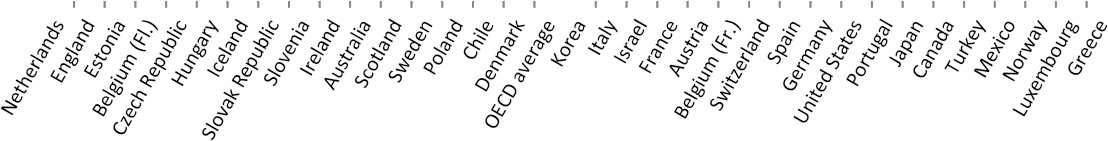 Netherlands
England
Estonia
Belgium (Fl.)
Czech Republic
Hungary
Iceland
Slovak Republic
Slovenia
Ireland
Australia
Scotland
Sweden
Poland
Chile
Denmark
OECD average
Korea
Italy
Israel
France
Austria
Belgium (Fr.)
Switzerland
Spain
Germany
United States
Portugal
Japan
Canada
Turkey
Mexico
Norway
Luxembourg
Greece